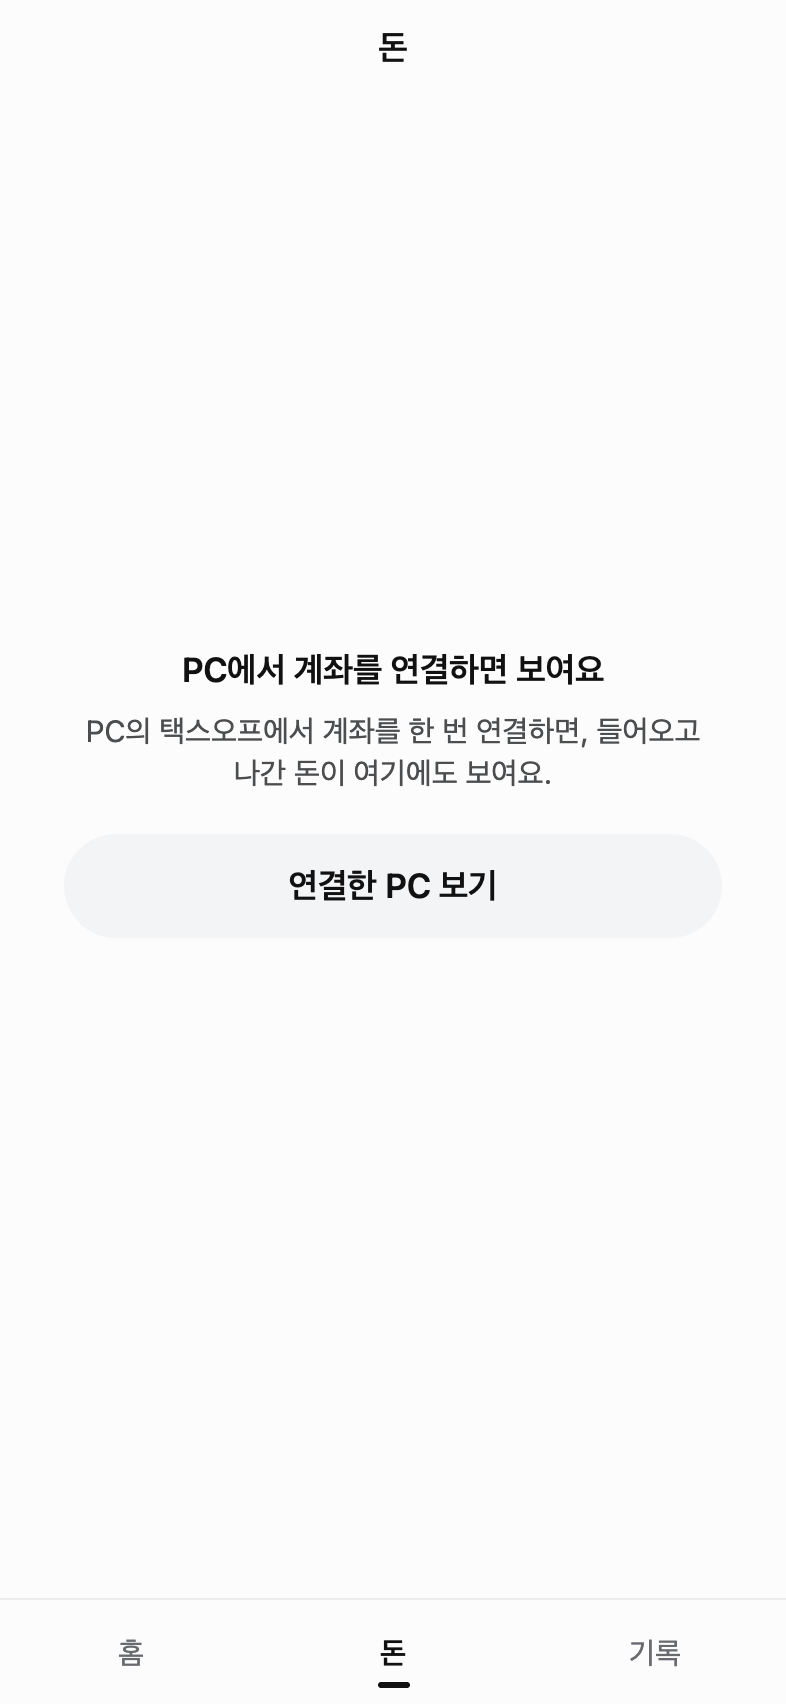 돈
PC에서 계좌를 연결하면 보여요
PC의 택스오프에서 계좌를 한 번 연결하면, 들어오고
나간 돈이 여기에도 보여요.
연결한 PC 보기
홈
돈
기록